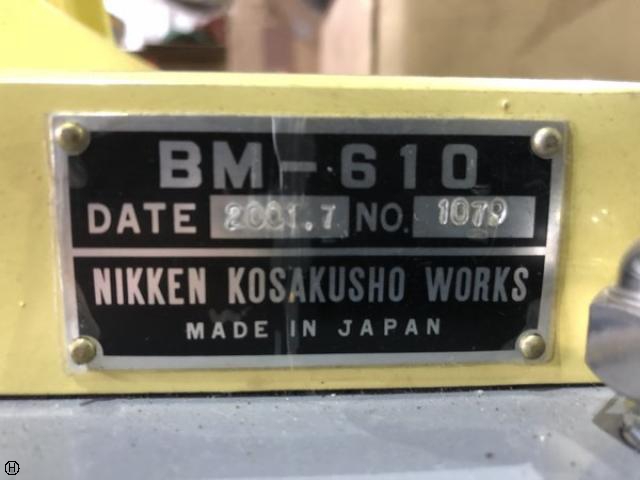 BM-610
DATE 2001.7 NO. 1079
NIKKEN KOSAKUSHO WORKS
MADE IN JAPAN
H